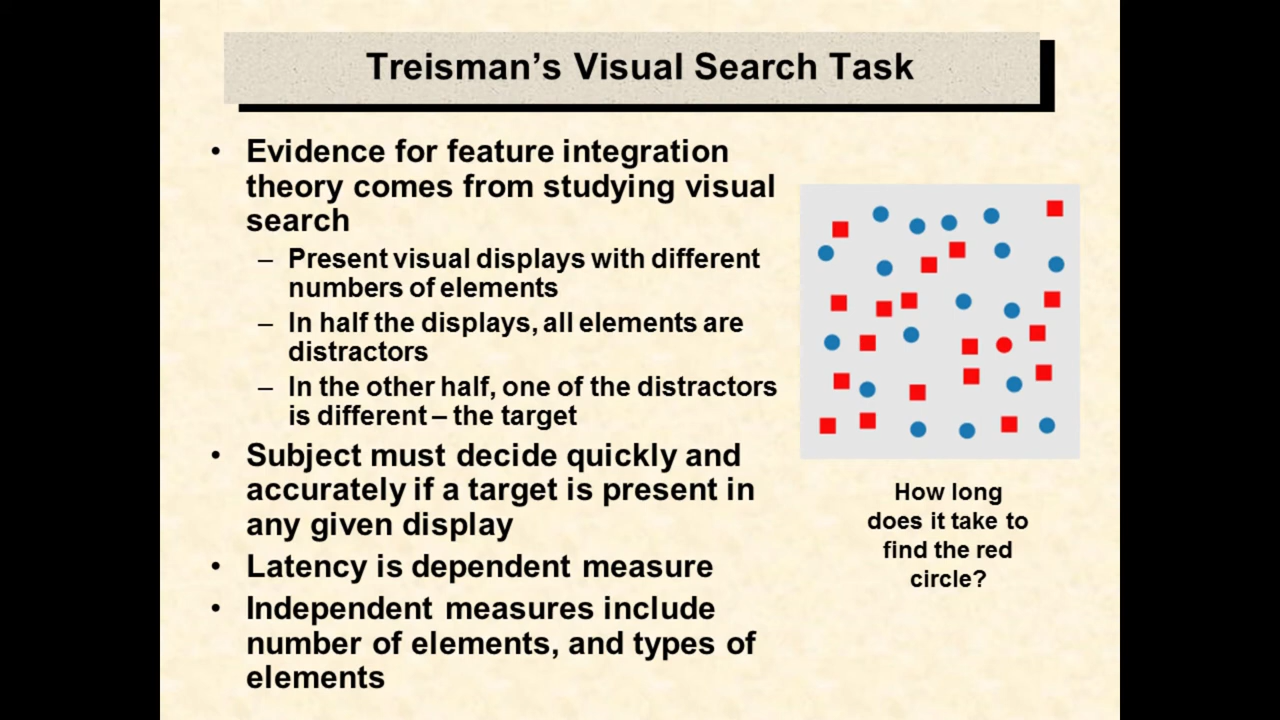 Treisman’s Visual Search Task
• Evidence for feature integration
theory comes from studying visual
search
– Present visual displays with different
numbers of elements
– In half the displays, all elements are
distractors
– In the other half, one of the distractors
is different – the target
• Subject must decide quickly and
accurately if a target is present in
any given display
• Latency is dependent measure
• Independent measures include
number of elements, and types of
elements
How long
does it take to
find the red
circle?